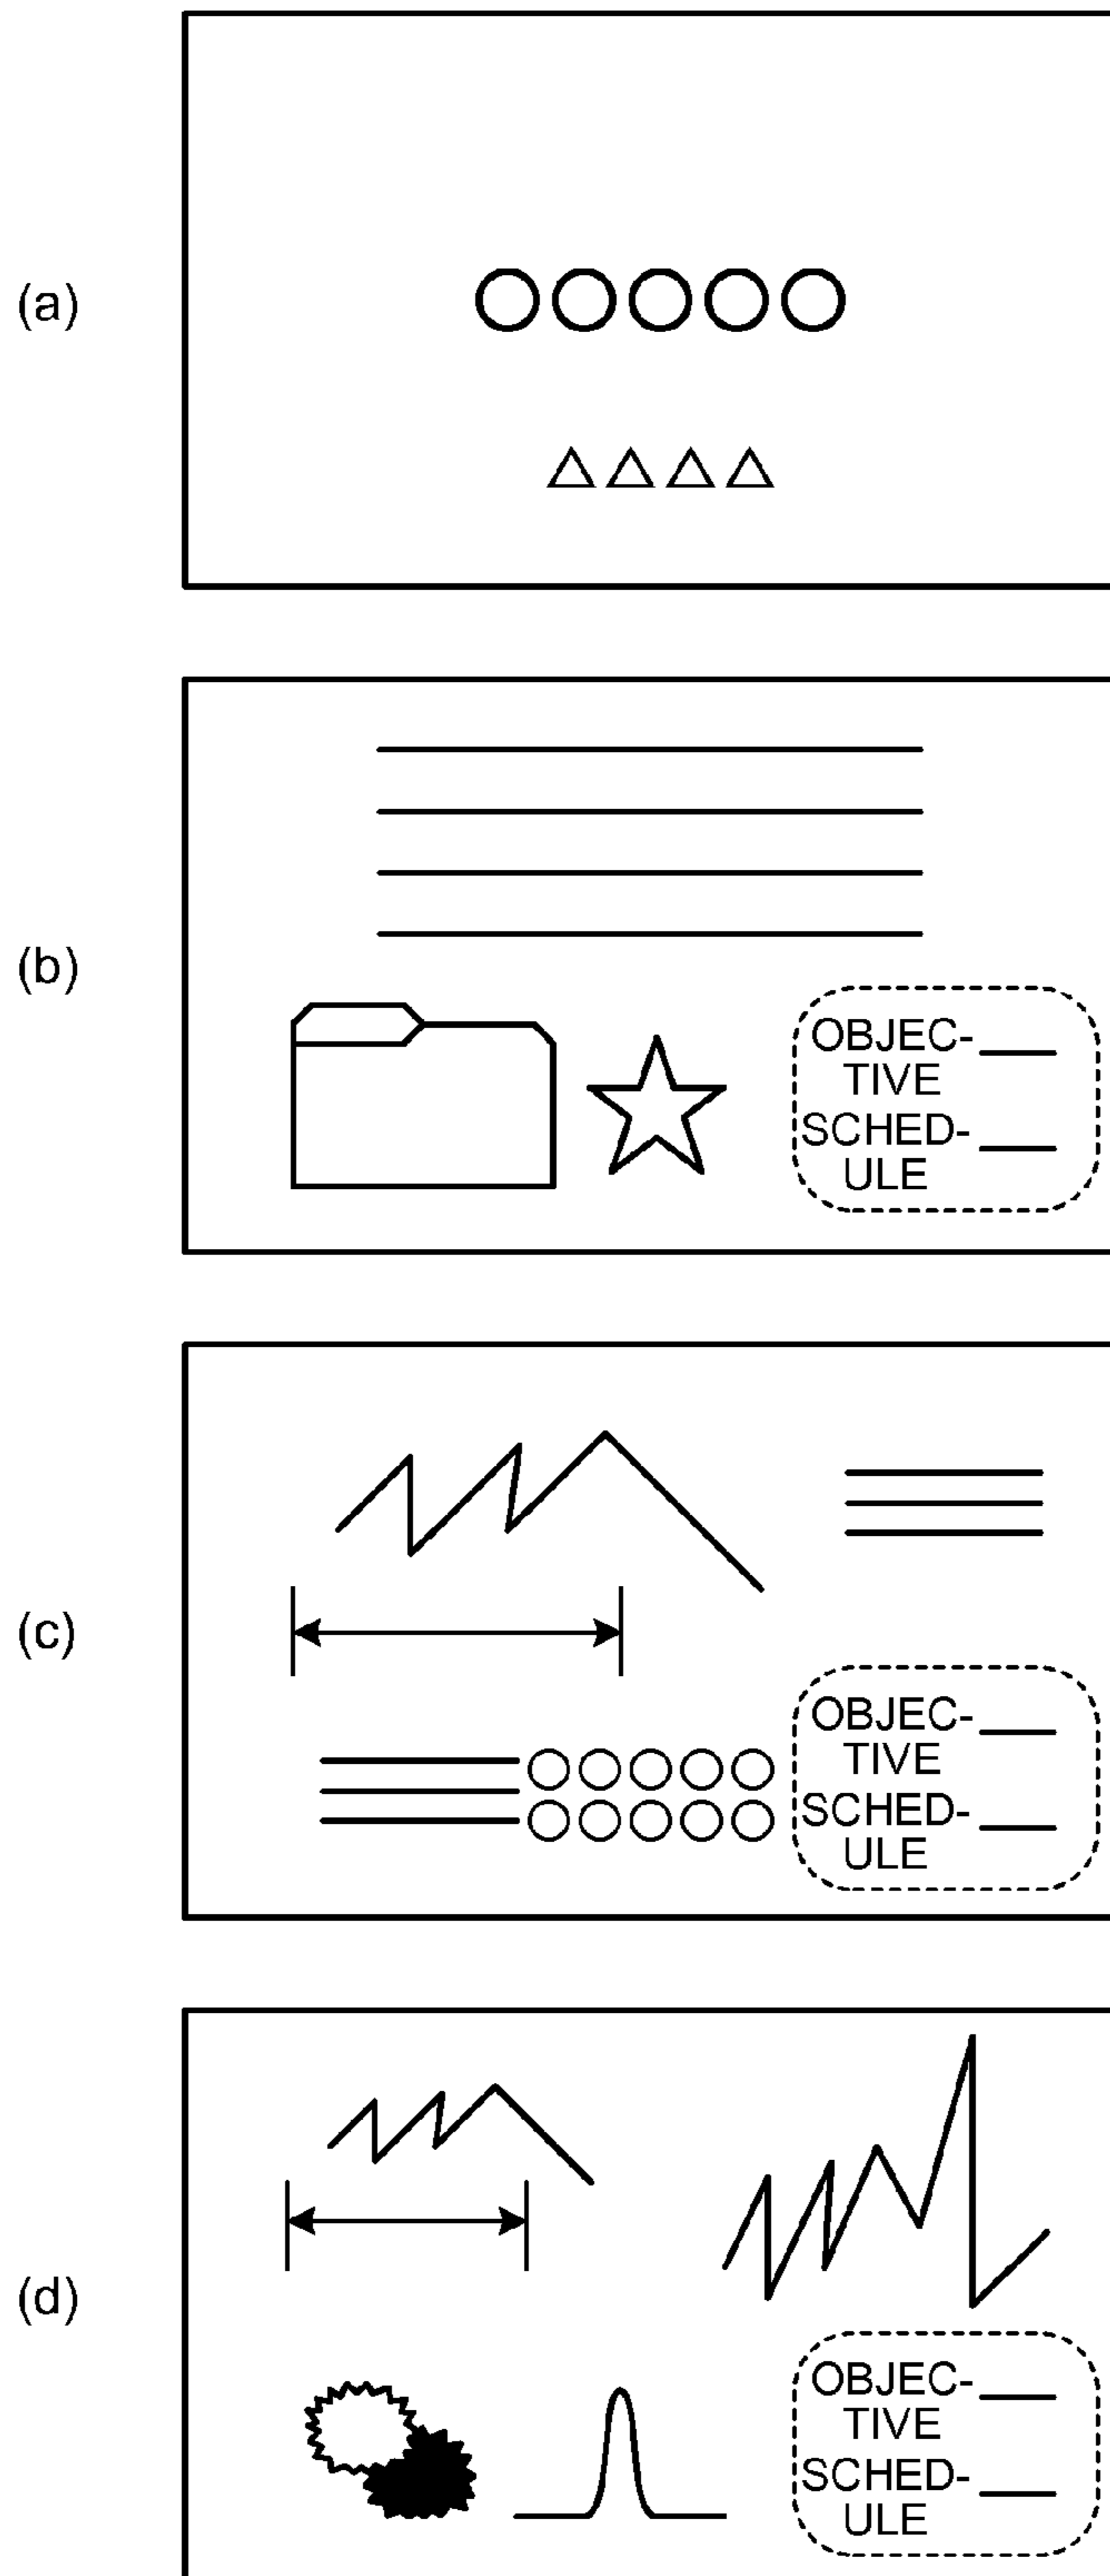 (a)
(b)
OBJEC-
TIVE
SCHED-
ULE
(c)
OBJEC-
TIVE
SCHED-
ULE
(d)
OBJEC-
TIVE
SCHED-
ULE